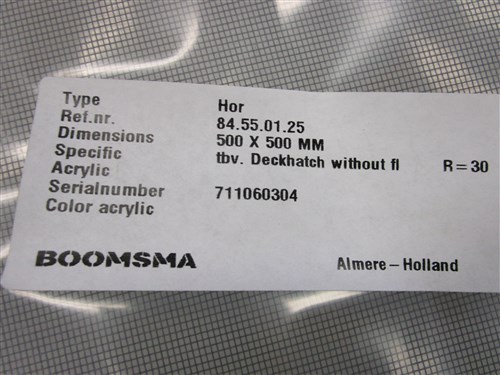 Type Hor
Ref.nr. 84.55.01.25
Dimensions 500 X 500 MM
Specific tbv. Deckhatch without fl R=30
Acrylic
Serialnumber 711060304
Color acrylic
BOOMSMA Almere – Holland